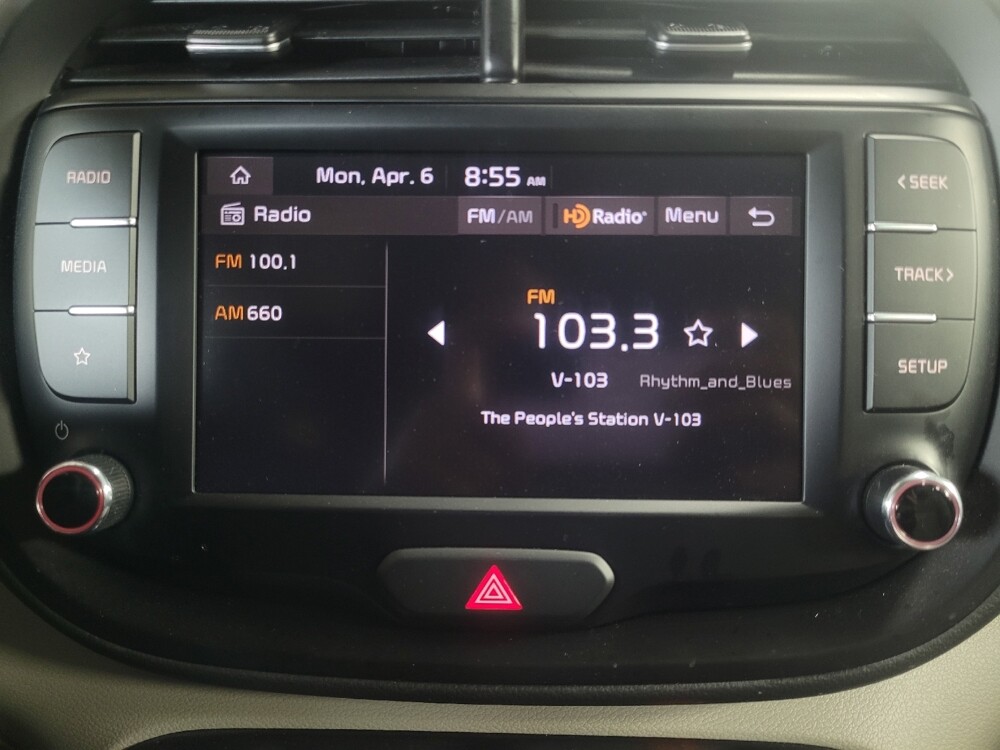 RADIO
MEDIA
Mon, Apr. 6 8:55 AM
Radio FM/AM HD Radio® Menu
FM 100.1
AM 660
FM
103.3
V-103 Rhythm_and_Blues
The People's Station V-103
< SEEK
TRACK >
SETUP